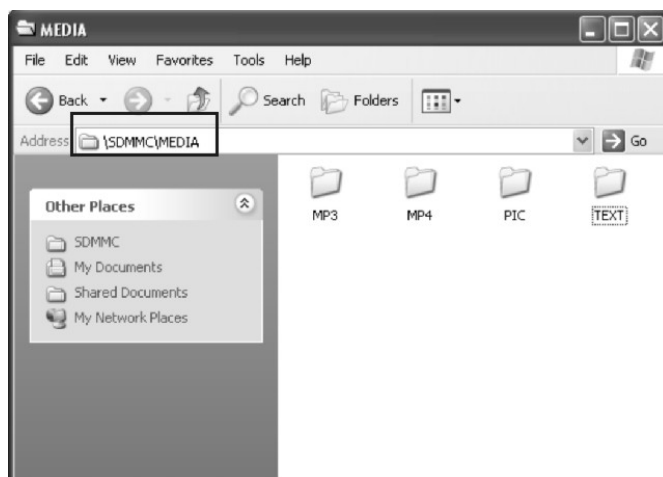 MEDIA
File Edit View Favorites Tools Help
Back Search Folders
Address \SDMMC\MEDIA Go
Other Places
SDMMC
My Documents
Shared Documents
My Network Places
MP3 MP4 PIC TEXT